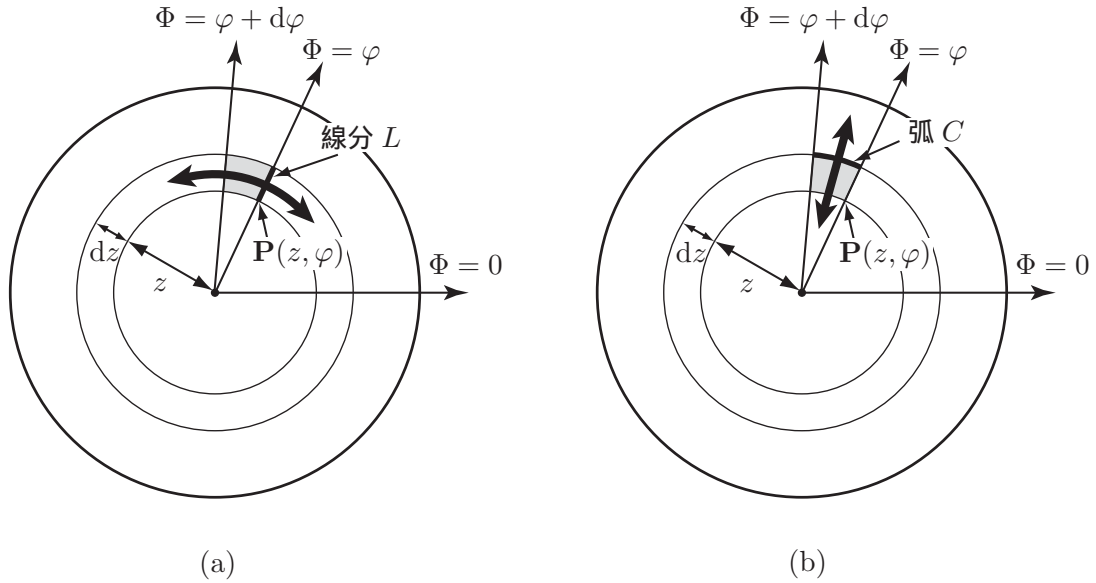 Φ = φ + dφ
Φ = φ
線分 L
P(z, φ)
dz
z
Φ = 0
(a)
Φ = φ + dφ
Φ = φ
弧 C
P(z, φ)
dz
z
Φ = 0
(b)